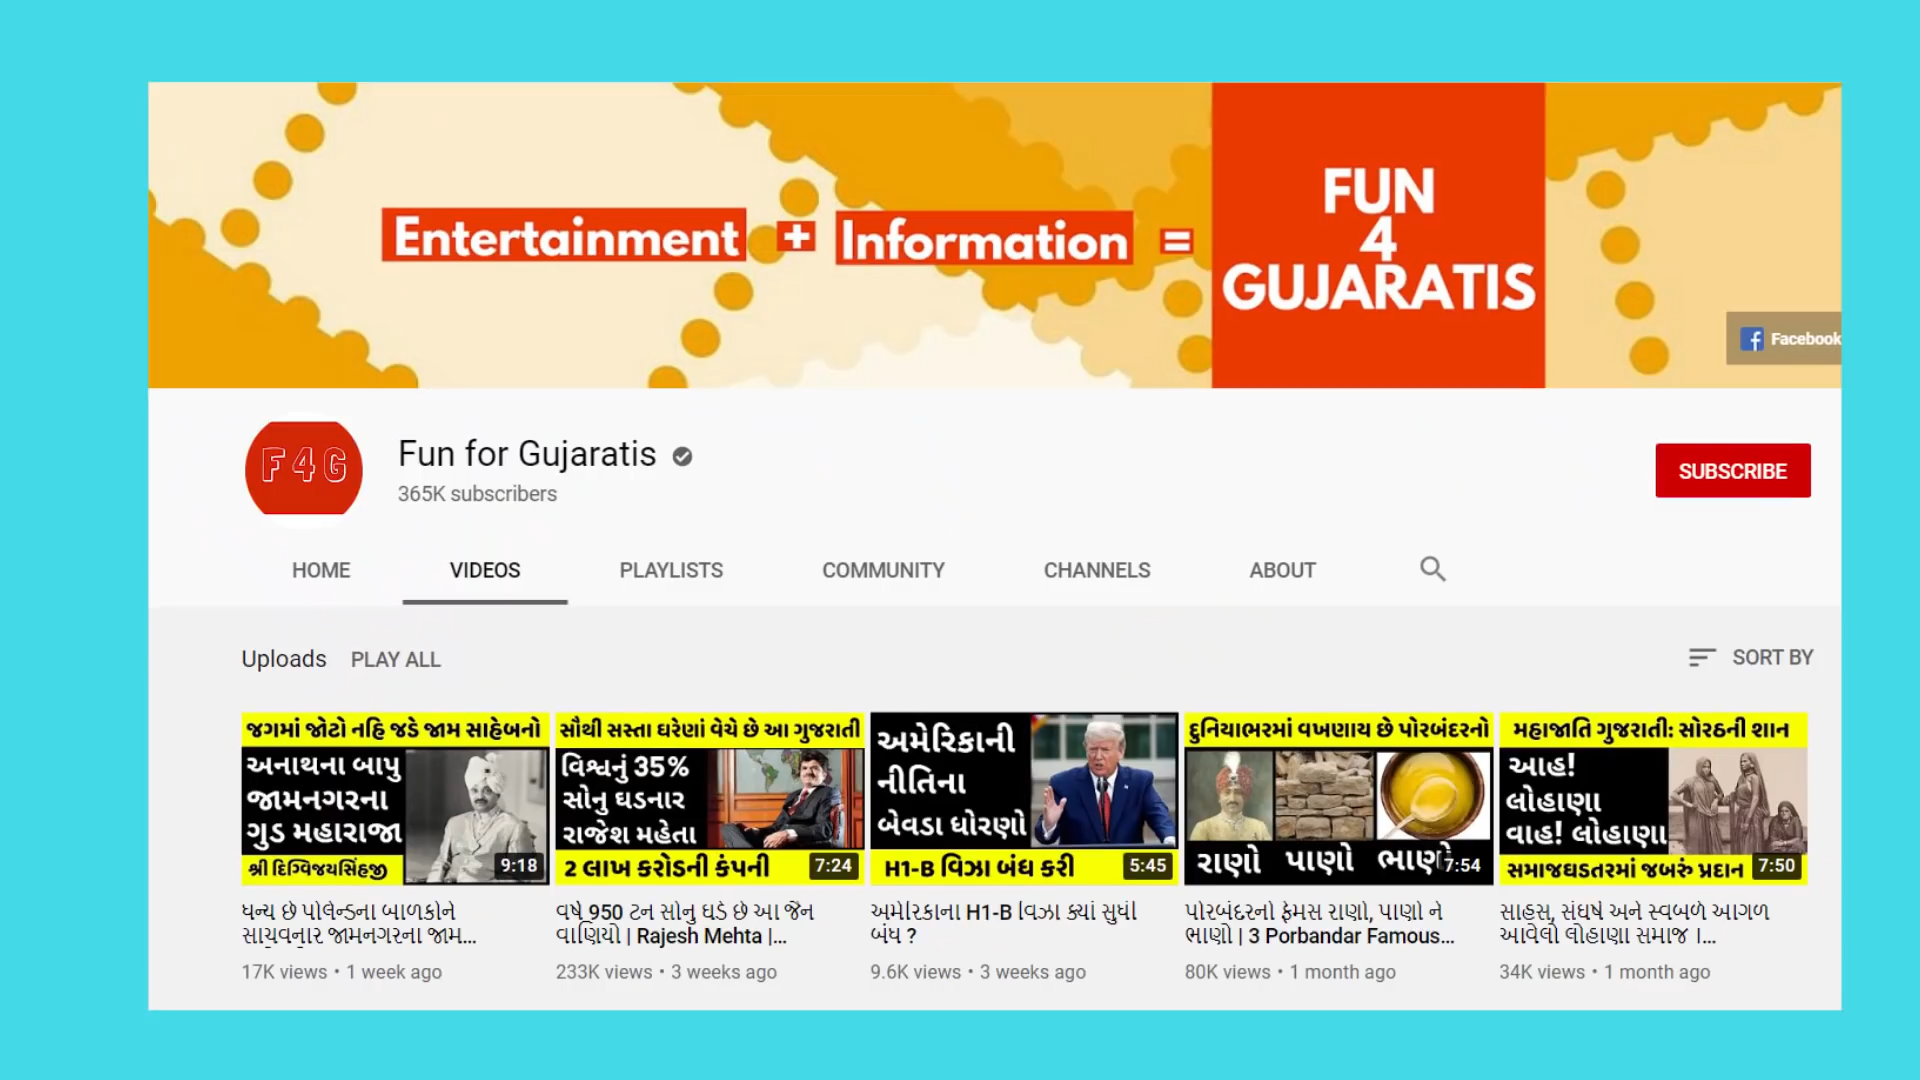 Entertainment + Information =
FUN
4
GUJARATIS
Facebook
F4G
Fun for Gujaratis
365K subscribers
SUBSCRIBE
HOME VIDEOS PLAYLISTS COMMUNITY CHANNELS ABOUT
Uploads PLAY ALL
SORT BY
જગમાં જોટો નહિ જડે જામ સાહેબનો
અનાથના બાપુ
જામનગરના
ગુડ મહારાજા
શ્રી દિગ્વિજયસિંહજી
9:18
ધન્ય છે પોલેન્ડના બાળકોને
સાચવનાર જામનગરના જામ...
17K views • 1 week ago
સૌથી સસ્તા ઘરેણાં વેચે છે આ ગુજરાતી
વિશ્વનું 35%
સોનુ ઘડનાર
રાજેશ મહેતા
2 લાખ કરોડની કંપની
7:24
વર્ષે 950 ટન સોનુ ઘડે છે આ જૈન
વાણિયો | Rajesh Mehta |...
233K views • 3 weeks ago
અમેરિકાની
નીતિના
બેવડા ધોરણો
H1-B વિઝા બંધ કરી
5:45
અમેરિકાના H1-B વિઝા ક્યાં સુધી
બંધ ?
9.6K views • 3 weeks ago
દુનિયાભરમાં વખણાય છે પોરબંદરનો
રાણો પાણો ભાણો
7:54
પોરબંદરનો ફેમસ રાણો, પાણો ને
ભાણો | 3 Porbandar Famous...
80K views • 1 month ago
મહાજાતિ ગુજરાતી: સોરઠની શાન
આહ!
લોહાણા
વાહ! લોહાણા
સમાજઘડતરમાં જબરું પ્રદાન
7:50
સાહસ, સંઘર્ષ અને સ્વબળે આગળ
આવેલો લોહાણા સમાજ ।...
34K views • 1 month ago